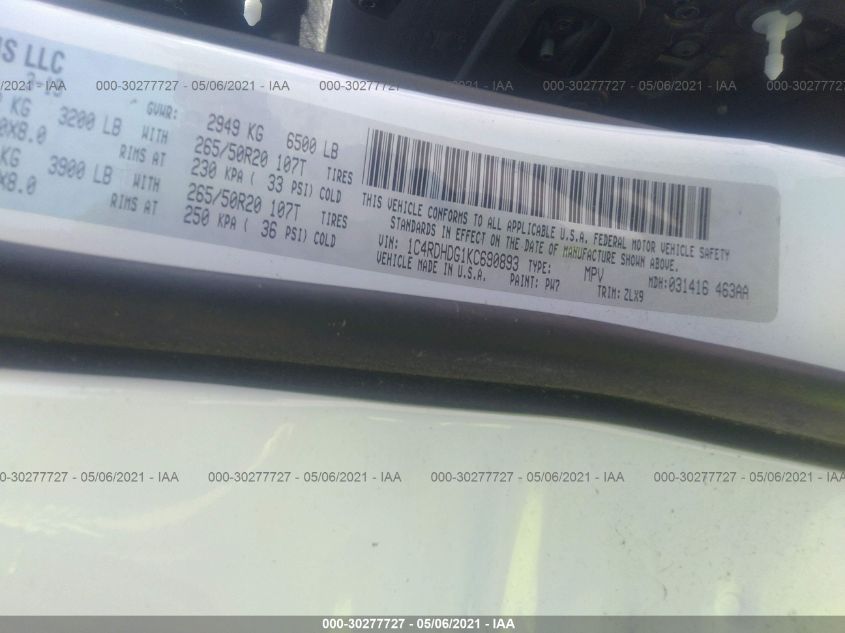 000-30277727 - 05/06/2021 - IAA 000-30277727 - 05/06/2021 - IAA 000-30277727 - 05/06/2021 - IAA
LLC
GVWR: 2949 KG 6500 LB
KG 3200 LB WITH 265/50R20 107T TIRES
0X8.0 RIMS AT 230 KPA ( 33 PSI) COLD
KG 3900 LB WITH 265/50R20 107T TIRES
X8.0 RIMS AT 250 KPA ( 36 PSI) COLD
THIS VEHICLE CONFORMS TO ALL APPLICABLE U.S.A. FEDERAL MOTOR VEHICLE SAFETY
STANDARDS IN EFFECT ON THE DATE OF MANUFACTURE SHOWN ABOVE.
VIN: 1C4RDHDG1KC690893 TYPE: MPV MDH:031416 463AA
VEHICLE MADE IN U.S.A. PAINT: PW7 TRIM: ZLX9
000-30277727 - 05/06/2021 - IAA 000-30277727 - 05/06/2021 - IAA 000-30277727 - 05/06/2021 - IAA 000-30277727 - 05/06/2021 - IAA
000-30277727 - 05/06/2021 - IAA